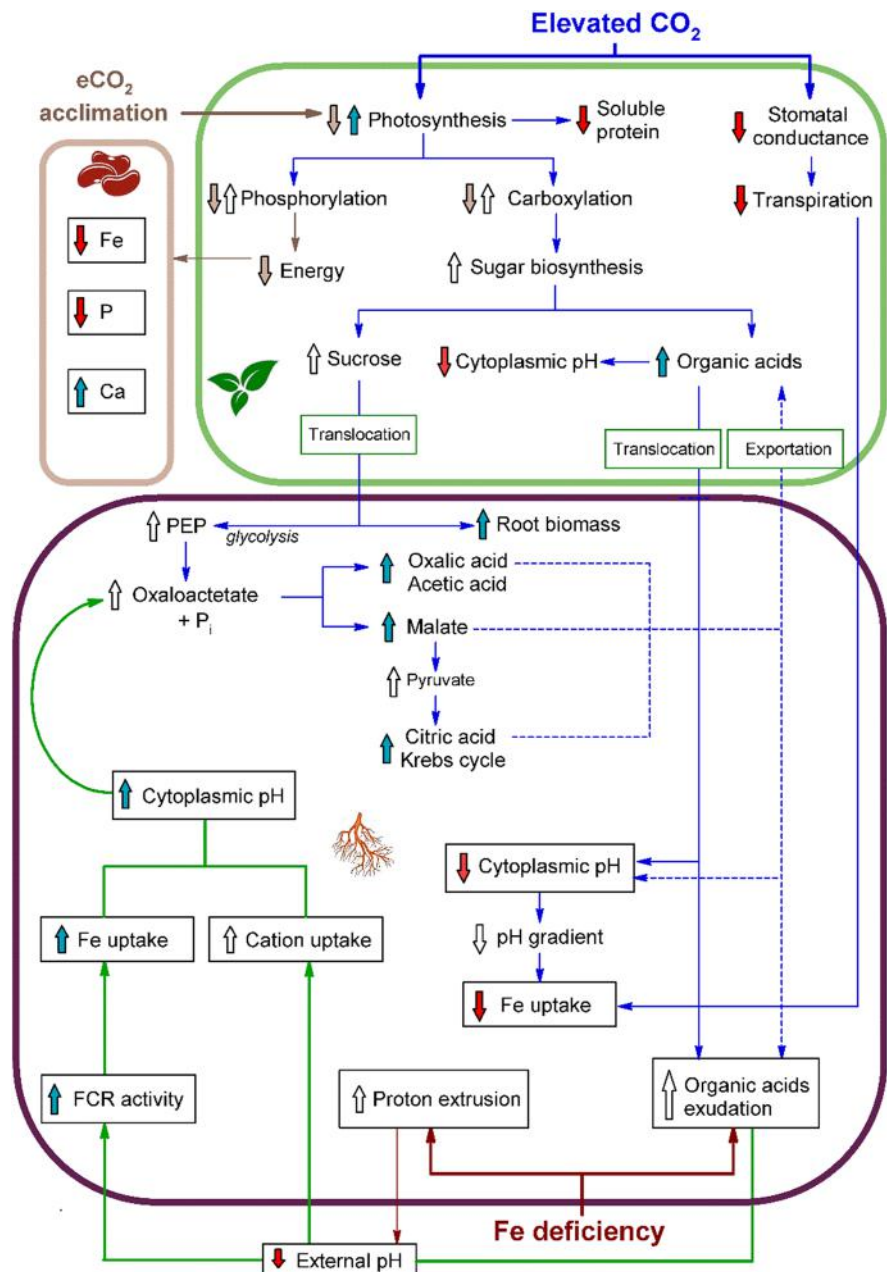 Elevated CO₂
eCO₂
acclimation
Photosynthesis
Soluble
protein
Stomatal
conductance
Phosphorylation
Carboxylation
Transpiration
Fe
Energy
Sugar biosynthesis
P
Sucrose
Cytoplasmic pH
Organic acids
Ca
Translocation
Translocation
Exportation
PEP
glycolysis
Root biomass
Oxaloactetate
+ Pᵢ
Oxalic acid
Acetic acid
Malate
Pyruvate
Citric acid
Krebs cycle
Cytoplasmic pH
Cytoplasmic pH
Fe uptake
Cation uptake
pH gradient
Fe uptake
FCR activity
Proton extrusion
Organic acids
exudation
Fe deficiency
External pH